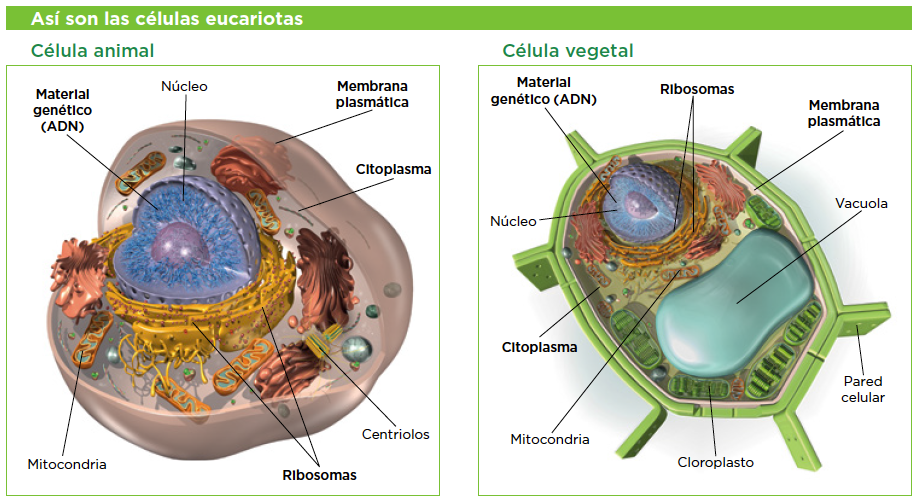 Así son las células eucariotas
Célula animal
Material
genético
(ADN)
Núcleo
Membrana
plasmática
Citoplasma
Mitocondria
Ribosomas
Centriolos
Célula vegetal
Material
genético (ADN)
Ribosomas
Membrana
plasmática
Núcleo
Vacuola
Citoplasma
Mitocondria
Cloroplasto
Pared
celular